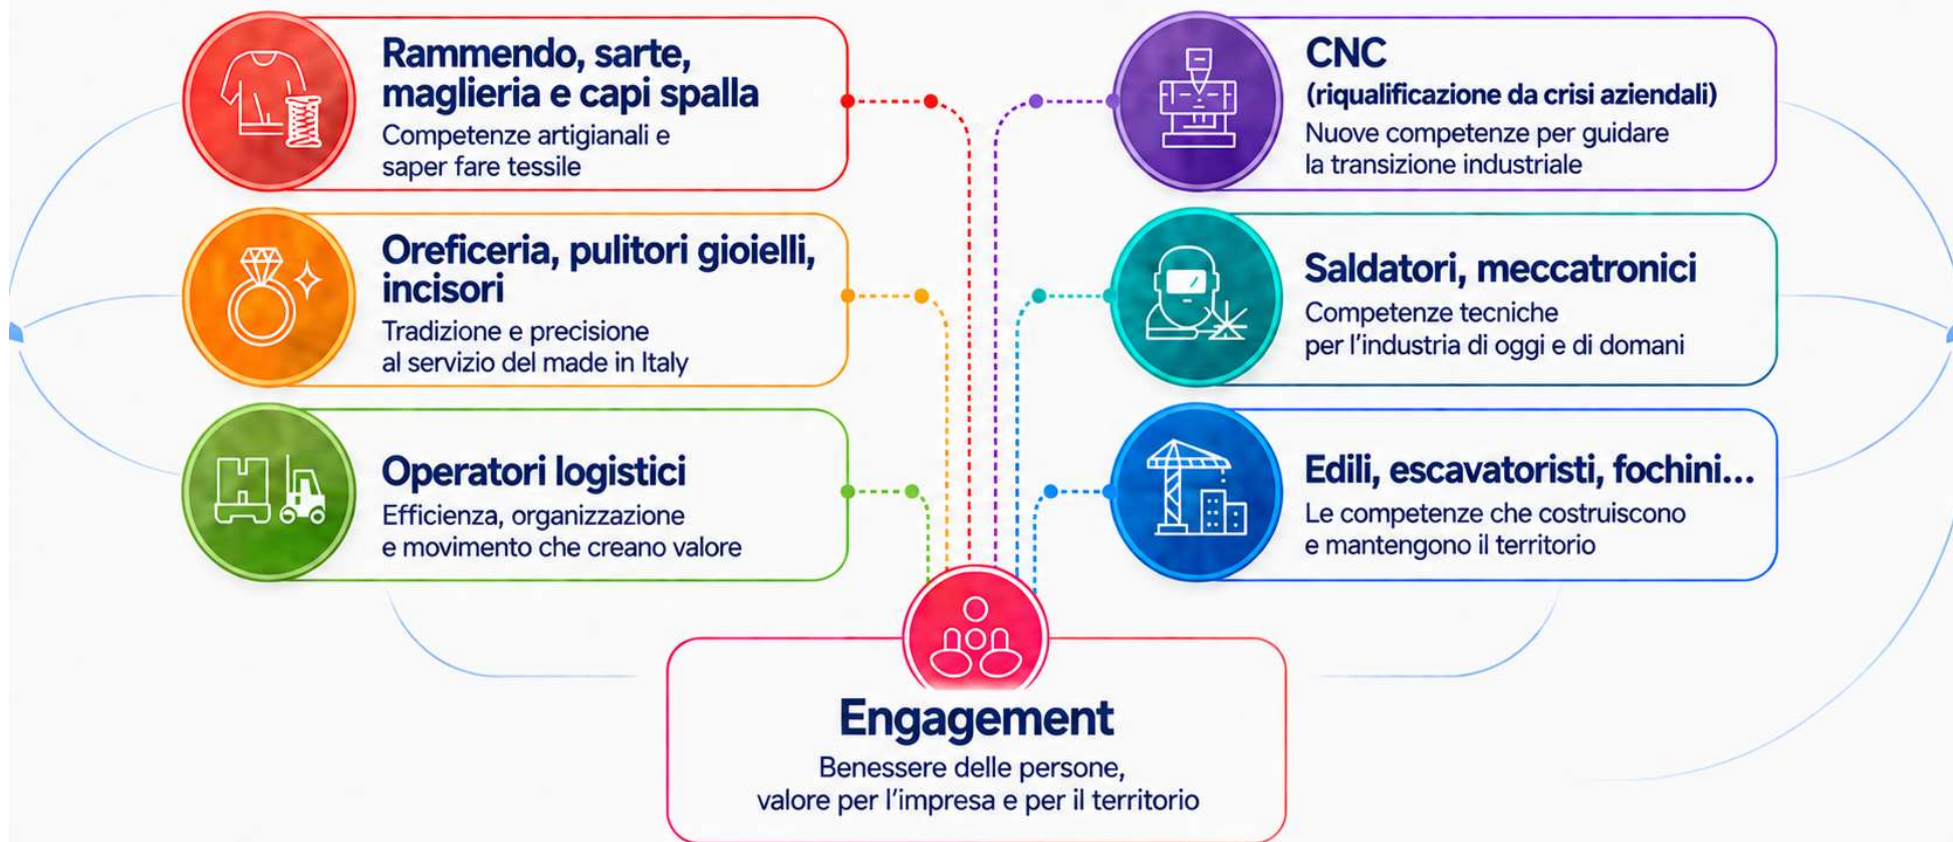 Rammendo, sarte,
maglieria e capi spalla
Competenze artigianali e
saper fare tessile
Oreficeria, pulitori gioielli,
incisori
Tradizione e precisione
al servizio del made in Italy
Operatori logistici
Efficienza, organizzazione
e movimento che creano valore
CNC
(riqualificazione da crisi aziendali)
Nuove competenze per guidare
la transizione industriale
Saldatori, meccatronici
Competenze tecniche
per l'industria di oggi e di domani
Edili, escavatoristi, fochini...
Le competenze che costruiscono
e mantengono il territorio
Engagement
Benessere delle persone,
valore per l'impresa e per il territorio